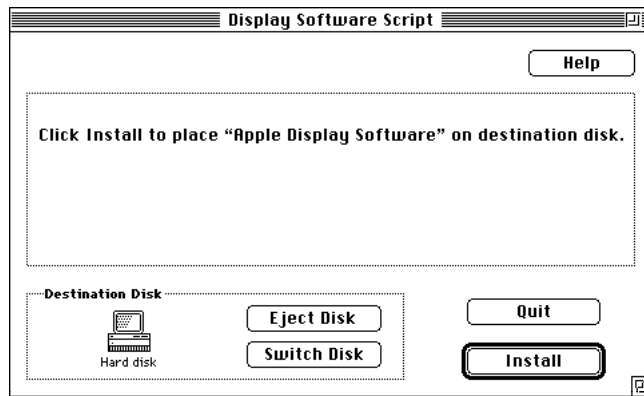 Display Software Script
Help
Click Install to place “Apple Display Software” on destination disk.
Destination Disk
Hard disk
Eject Disk
Switch Disk
Quit
Install